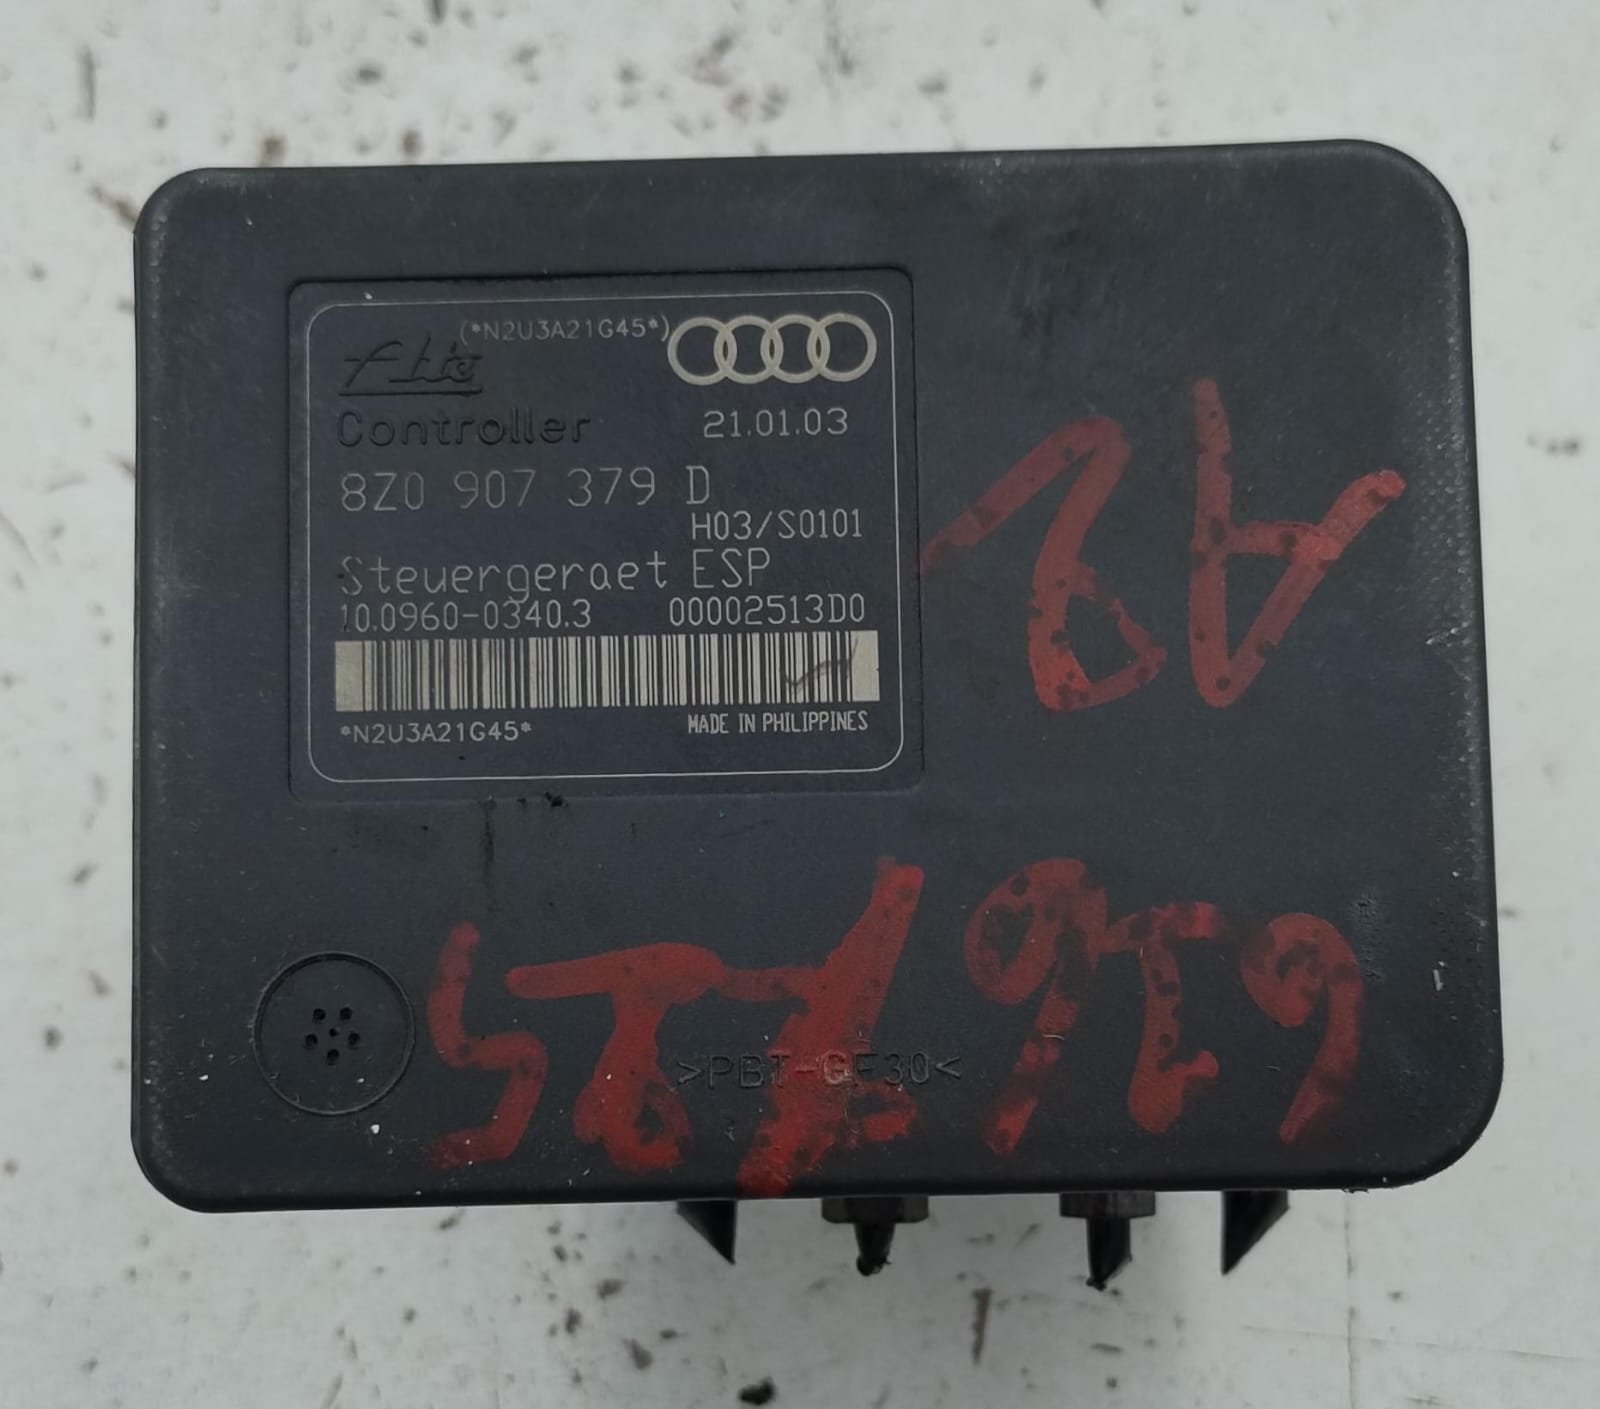 (*N2U3A21G45*)
Ate
Controller
21.01.03
8Z0 907 379 D
H03/S0101
Steuergeraet ESP
10.0960-0340.3 00002513D0
*N2U3A21G45*
MADE IN PHILIPPINES
A2
>PBT-GF30<